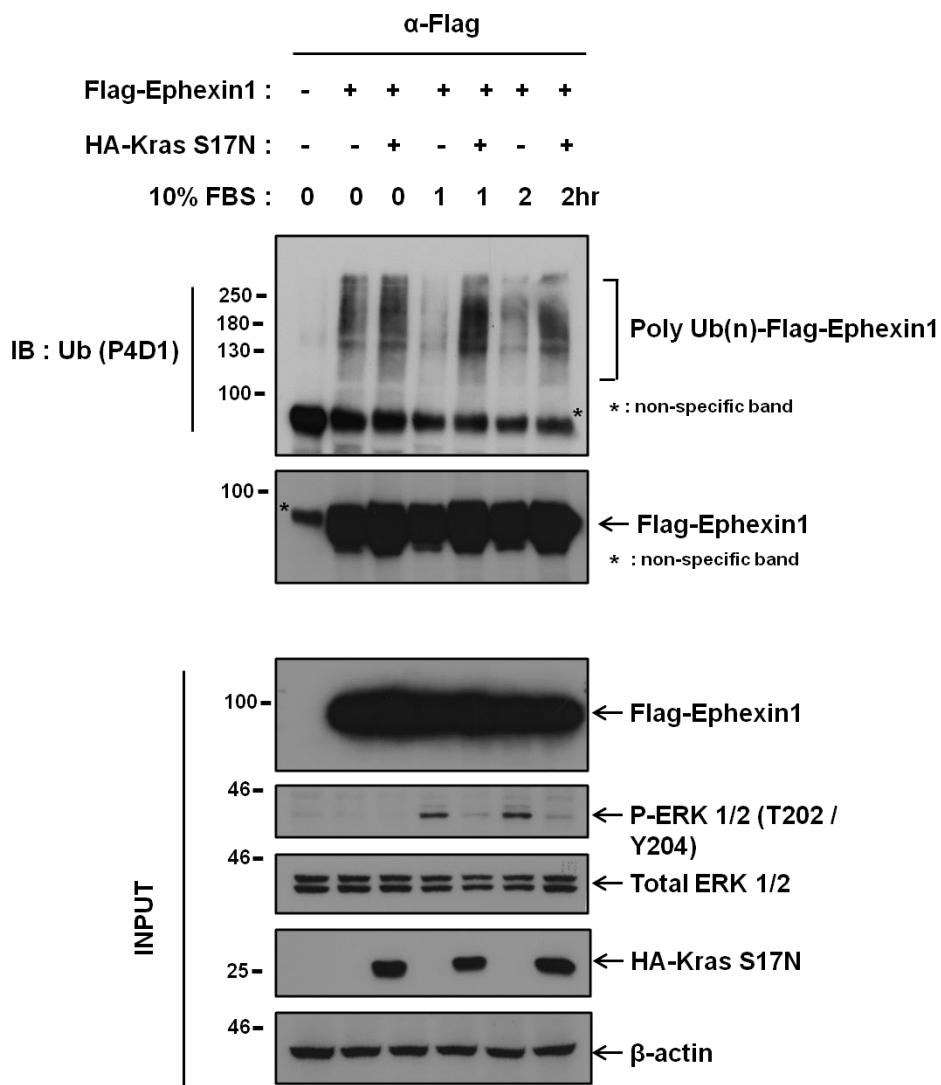 α-Flag
Flag-Ephexin1 : - + + + + + +
HA-Kras S17N : - - + - + - +
10% FBS : 0 0 0 1 1 2 2hr
IB : Ub (P4D1)
250
180
130
100
Poly Ub(n)-Flag-Ephexin1
*
* : non-specific band
100
*
Flag-Ephexin1
* : non-specific band
INPUT
100
Flag-Ephexin1
46
P-ERK 1/2 (T202 /
Y204)
46
Total ERK 1/2
25
HA-Kras S17N
46
β-actin